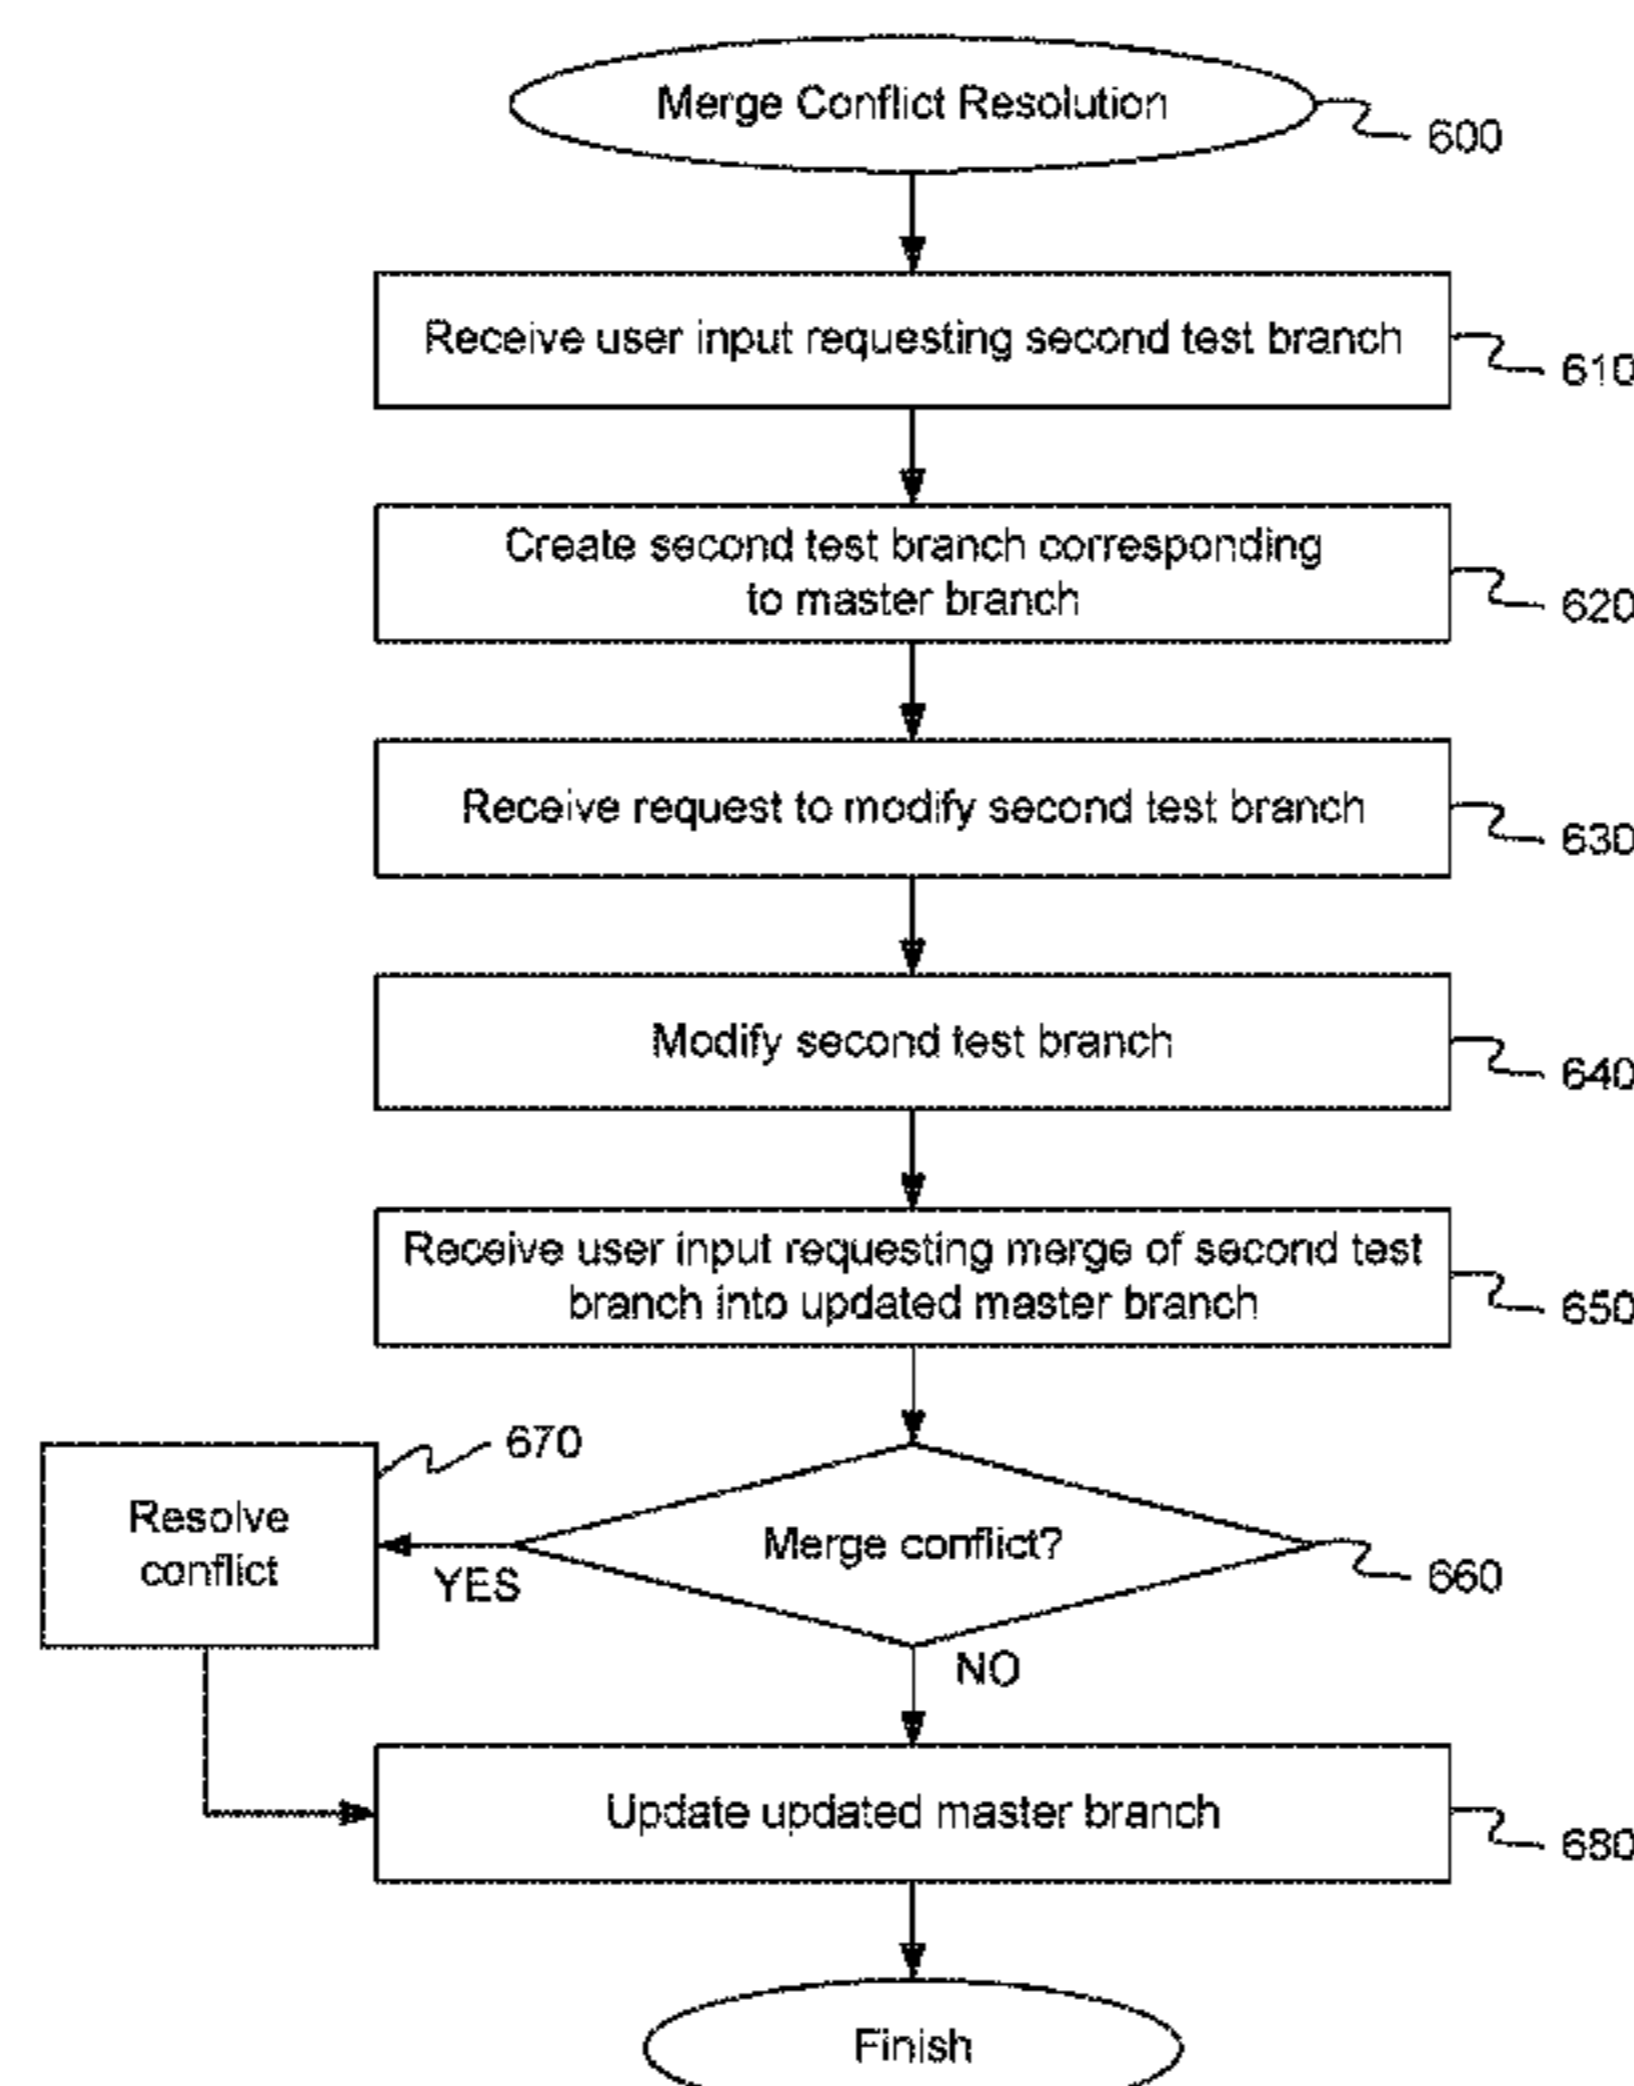 Merge Conflict Resolution
600
Receive user input requesting second test branch
610
Create second test branch corresponding
to master branch
620
Receive request to modify second test branch
630
Modify second test branch
640
Receive user input requesting merge of second test
branch into updated master branch
650
670
Resolve
conflict
YES
Merge conflict?
660
NO
Update updated master branch
680
Finish